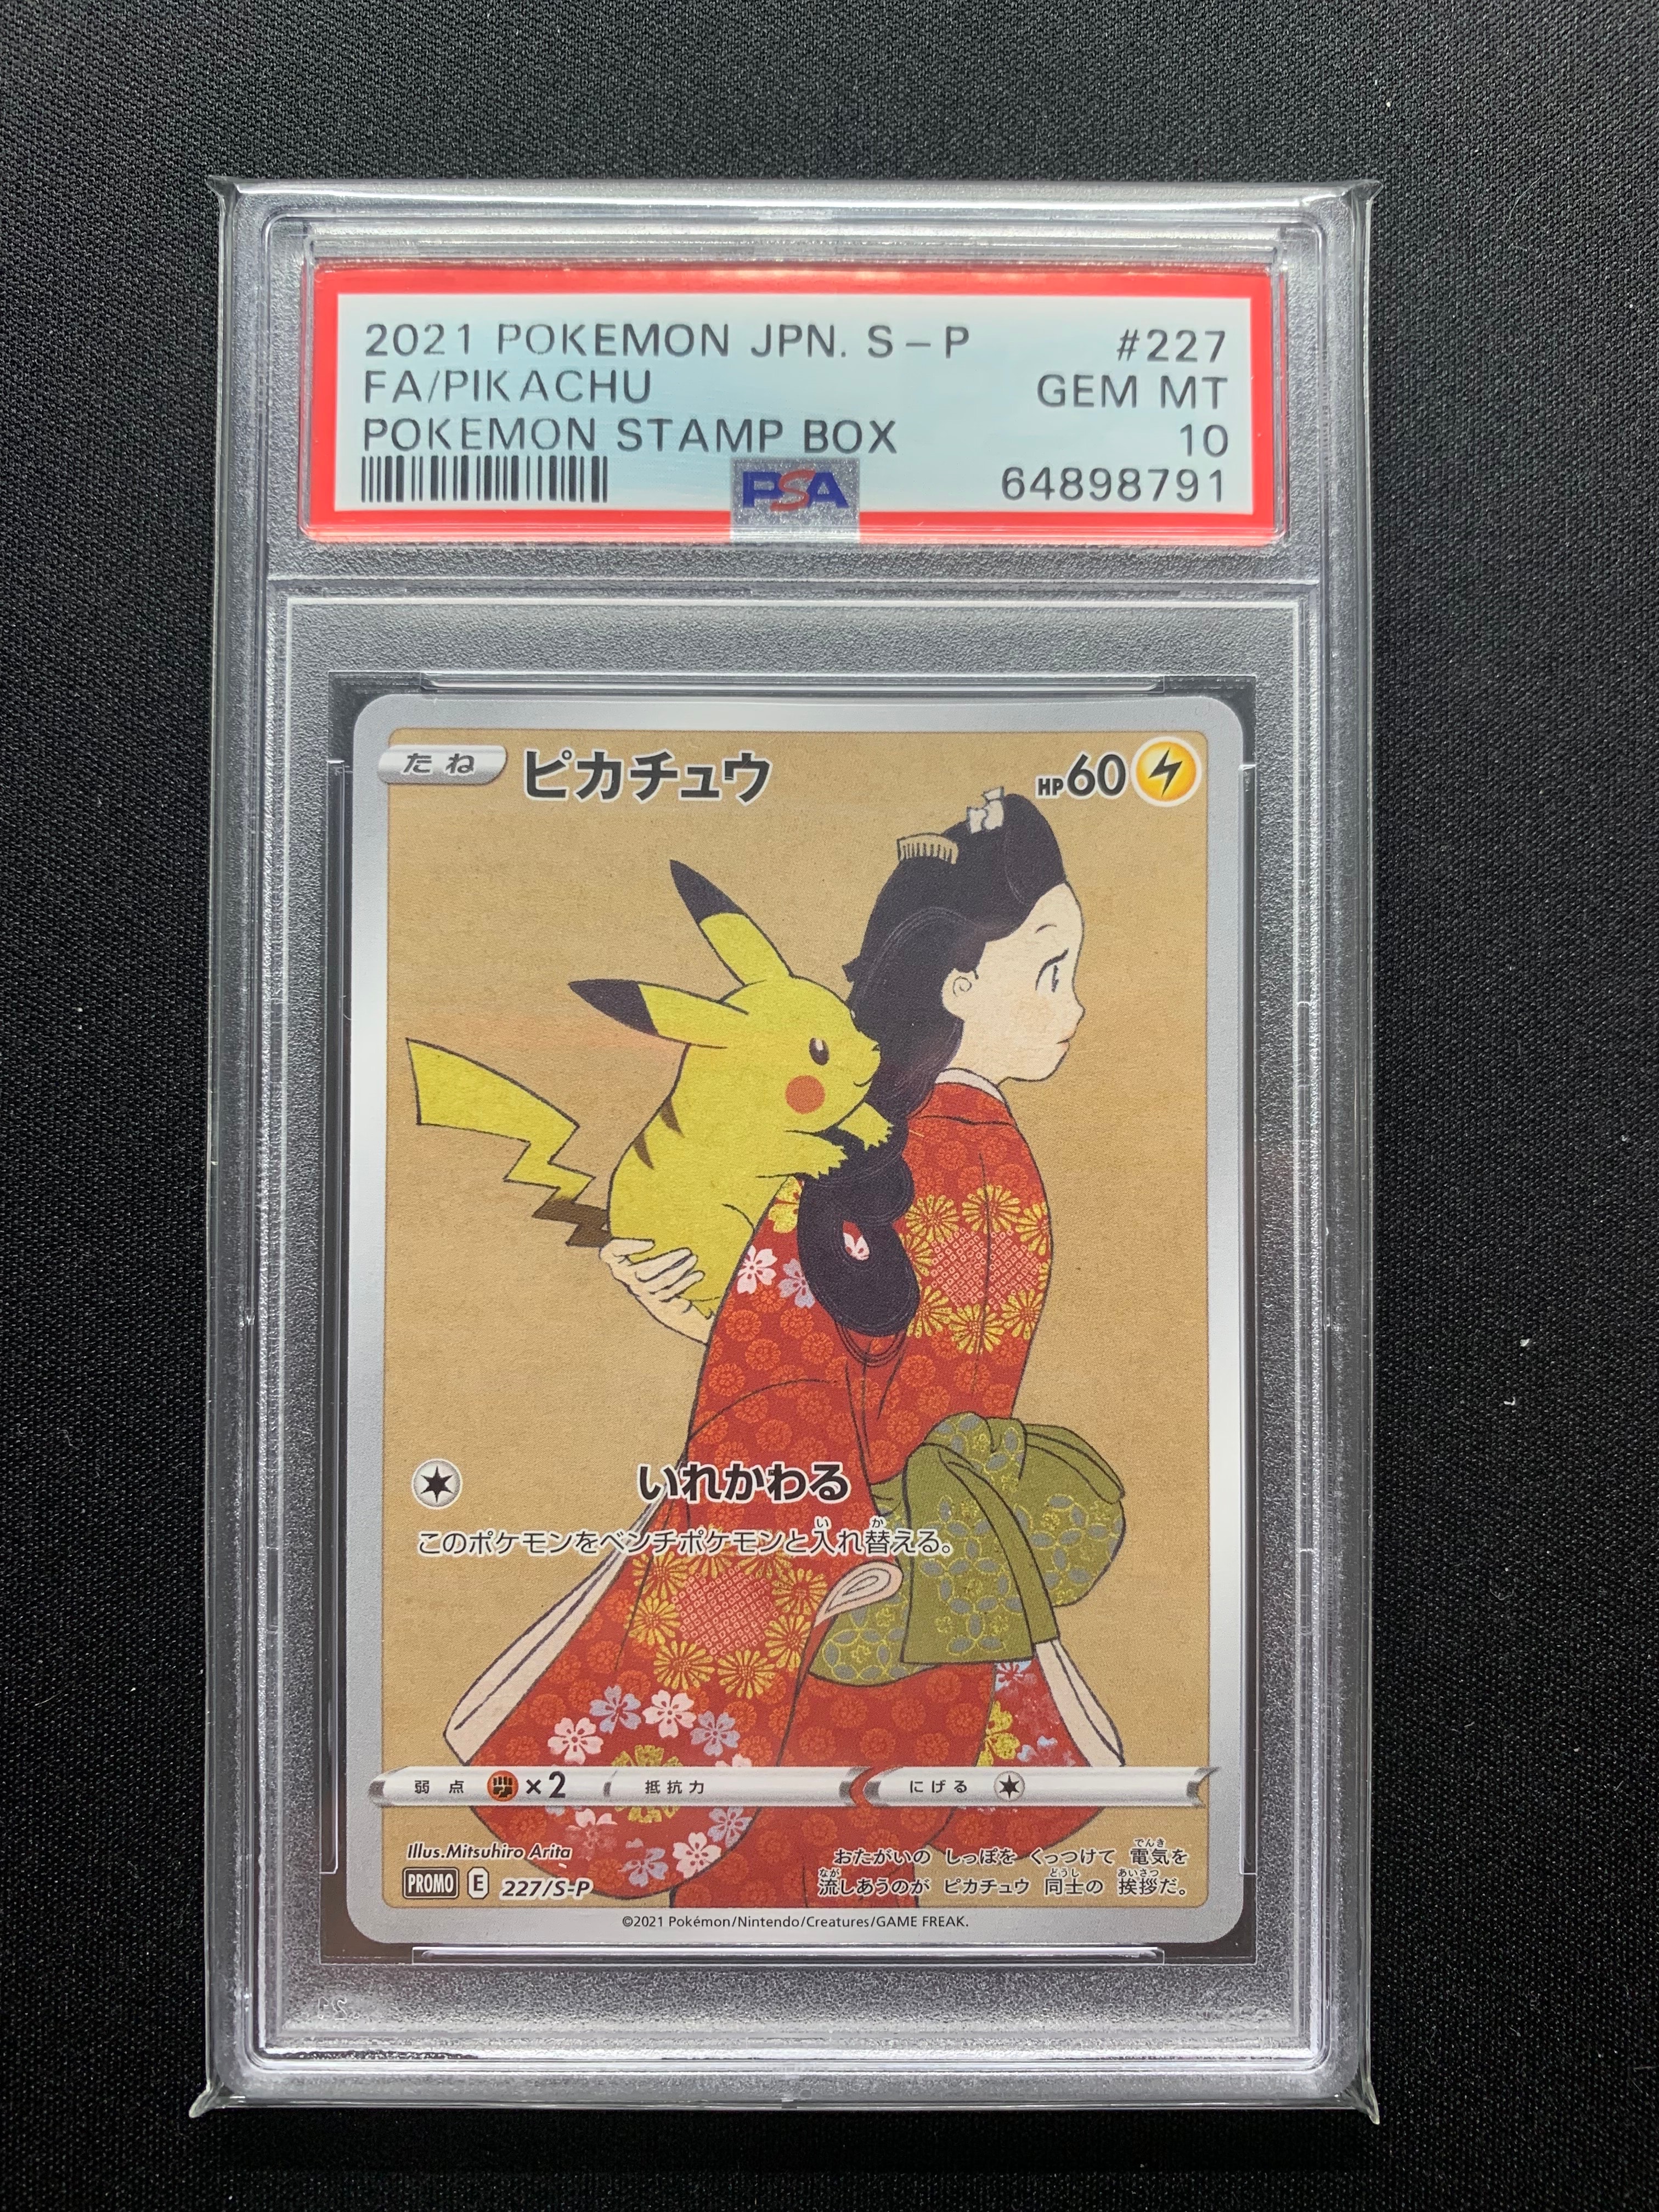 2021 POKEMON JPN. S-P #227
FA/PIKACHU GEM MT
POKEMON STAMP BOX 10
PSA 64898791
たね ピカチュウ HP60
いれかわる
このポケモンをベンチポケモンと入れ替える。
弱点 ×2 抵抗力 にげる
Illus.Mitsuhiro Arita
PROMO E 227/S-P
おたがいの しっぽを くっつけて 電気を
流しあうのが ピカチュウ 同士の 挨拶だ。
©2021 Pokémon/Nintendo/Creatures/GAME FREAK.